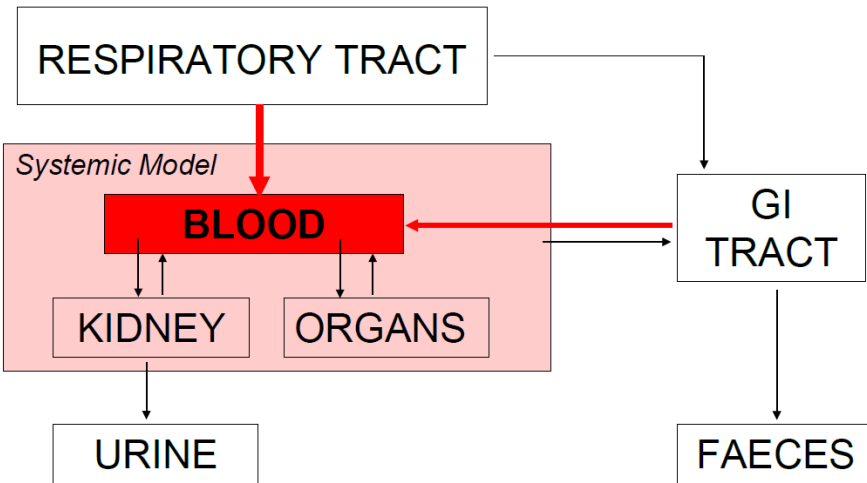 RESPIRATORY TRACT
Systemic Model
BLOOD
GI
TRACT
KIDNEY
ORGANS
URINE
FAECES